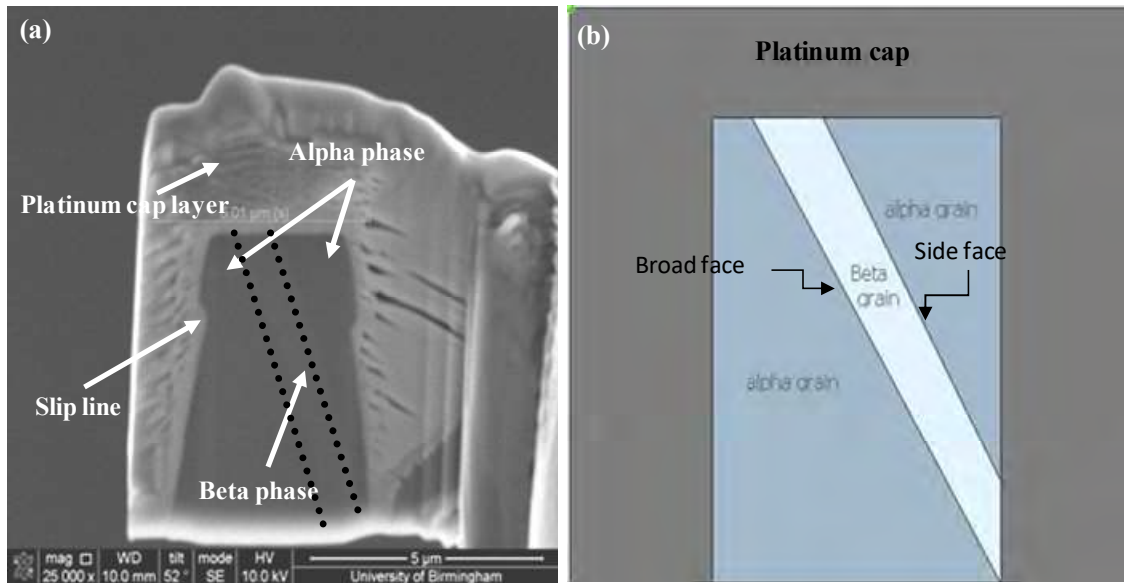 (a)
Alpha phase
Platinum cap layer
Slip line
Beta phase
mag □ WD tilt mode HV
25 000 x 10.0 mm 52 ° SE 10.0 kV
5 µm
University of Birmingham
(b)
Platinum cap
alpha grain
Broad face
Side face
Beta
grain
alpha grain